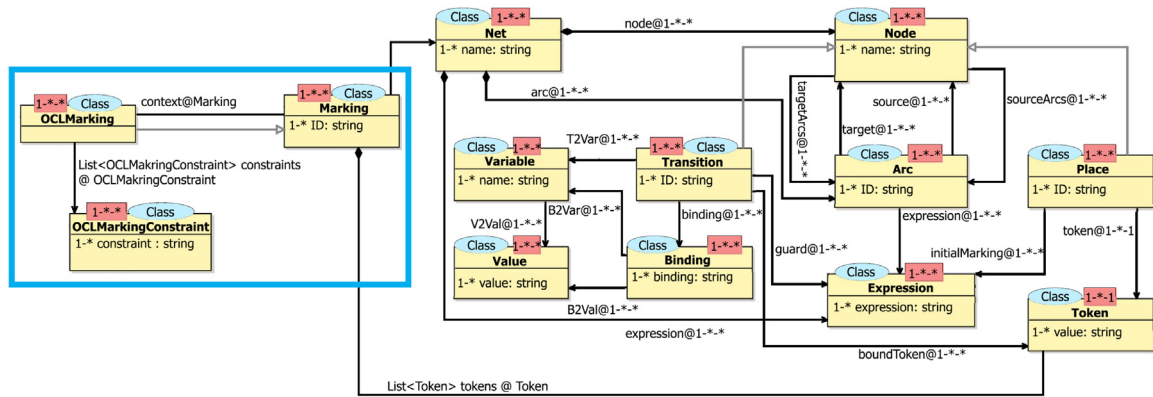 Class 1-*-*
Net
1-* name: string
node@1-*-*
Class 1-*-*
Node
1-* name: string
1-*-* Class
OCLMarking
context@Marking
1-*-* Class
Marking
1-* ID: string
arc@1-*-*
targetArcs@1-*-*
source@1-*-*
target@1-*-*
sourceArcs@1-*-*
List<OCLMakringConstraint> constraints
@ OCLMakringConstraint
1-*-* Class
OCLMarkingConstraint
1-* constraint : string
Class 1-*-*
Variable
1-* name: string
T2Var@1-*-*
Class 1-*-*
Transition
1-* ID: string
Class 1-*-*
Arc
1-* ID: string
Class 1-*-*
Place
1-* ID: string
V2Val@1-*-*
B2Var@1-*-*
binding@1-*-*
guard@1-*-*
expression@1-*-*
initialMarking@1-*-*
token@1-*-1
Class 1-*-*
Value
1-* value: string
Class 1-*-*
Binding
1-* binding: string
Class 1-*-*
Expression
1-* expression: string
Class 1-*-1
Token
1-* value: string
B2Val@1-*-*
expression@1-*-*
boundToken@1-*-*
List<Token> tokens @ Token